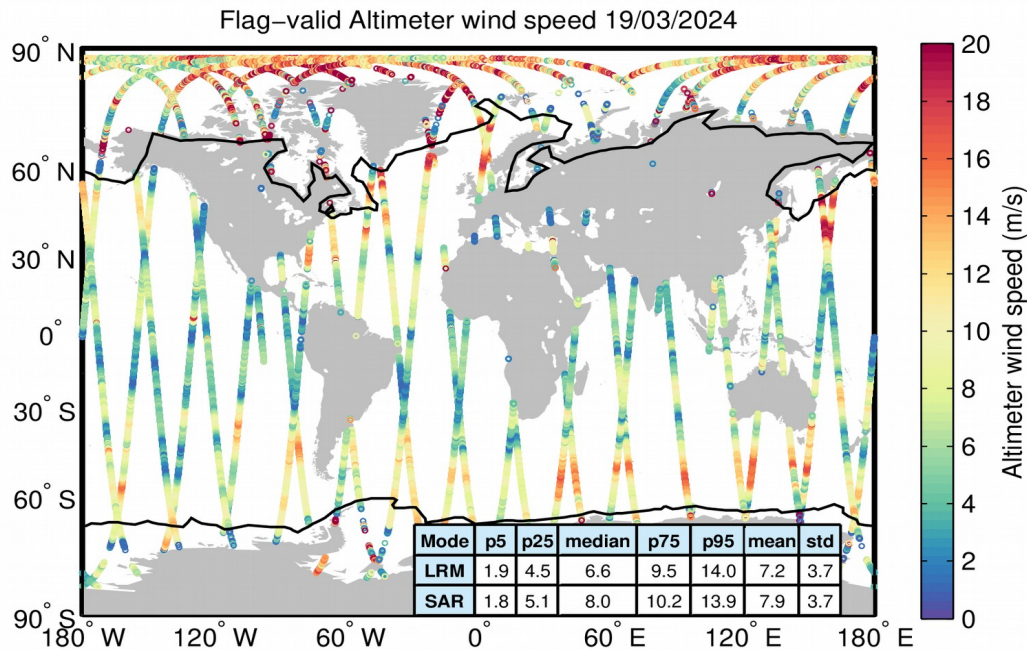 Flag−valid Altimeter wind speed 19/03/2024
90° N
60° N
30° N
0°
30° S
60° S
90° S
180° W
120° W
60° W
0°
60° E
120° E
180° E
Mode p5 p25 median p75 p95 mean std
LRM 1.9 4.5 6.6 9.5 14.0 7.2 3.7
SAR 1.8 5.1 8.0 10.2 13.9 7.9 3.7
20
18
16
14
12
10
8
6
4
2
0
Altimeter wind speed (m/s)